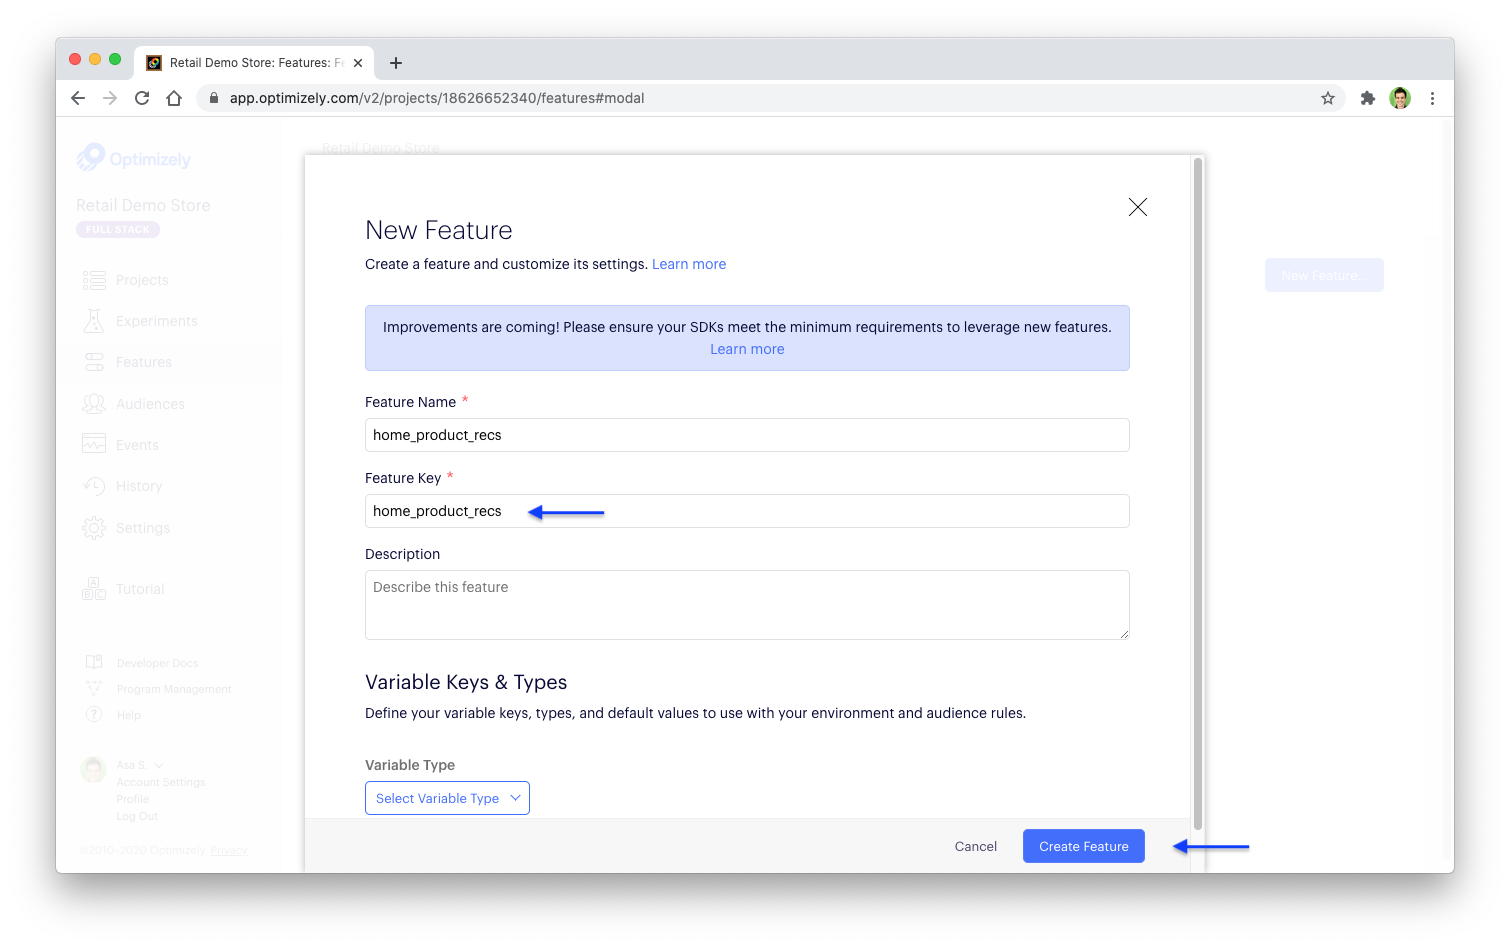 Retail Demo Store: Features: Fe
app.optimizely.com/v2/projects/18626652340/features#modal
Optimizely
Retail Demo Store
FULL STACK
Projects
Experiments
Features
Audiences
Events
History
Settings
Tutorial
Developer Docs
Program Management
Help
Asa S.
Account Settings
Profile
Log Out
©2010–2020 Optimizely. Privacy
Retail Demo Store
New Feature...
New Feature
Create a feature and customize its settings. Learn more
Improvements are coming! Please ensure your SDKs meet the minimum requirements to leverage new features.
Learn more
Feature Name *
home_product_recs
Feature Key *
home_product_recs
Description
Describe this feature
Variable Keys & Types
Define your variable keys, types, and default values to use with your environment and audience rules.
Variable Type
Select Variable Type
Cancel
Create Feature